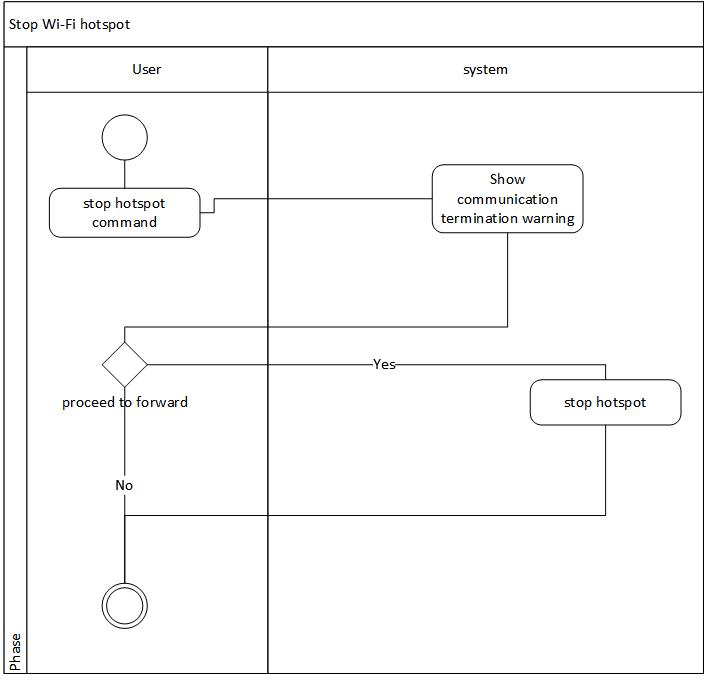 Stop Wi-Fi hotspot
User
system
stop hotspot
command
Show
communication
termination warning
Yes
proceed to forward
stop hotspot
No
Phase